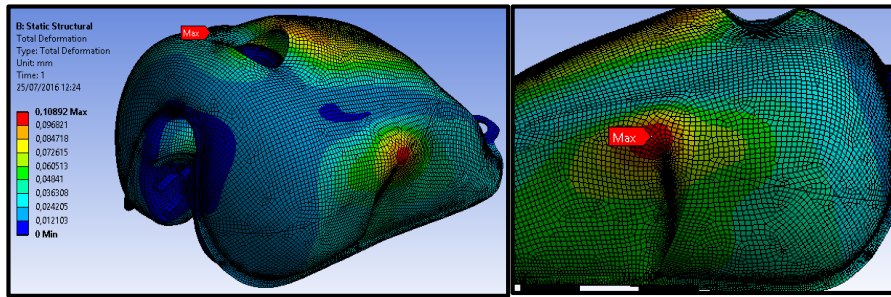 B: Static Structural
Total Deformation
Type: Total Deformation
Unit: mm
Time: 1
25/07/2016 12:24
0,10892 Max
0,096821
0,084718
0,072615
0,060513
0,04841
0,036308
0,024205
0,012103
0 Min
Max
Max